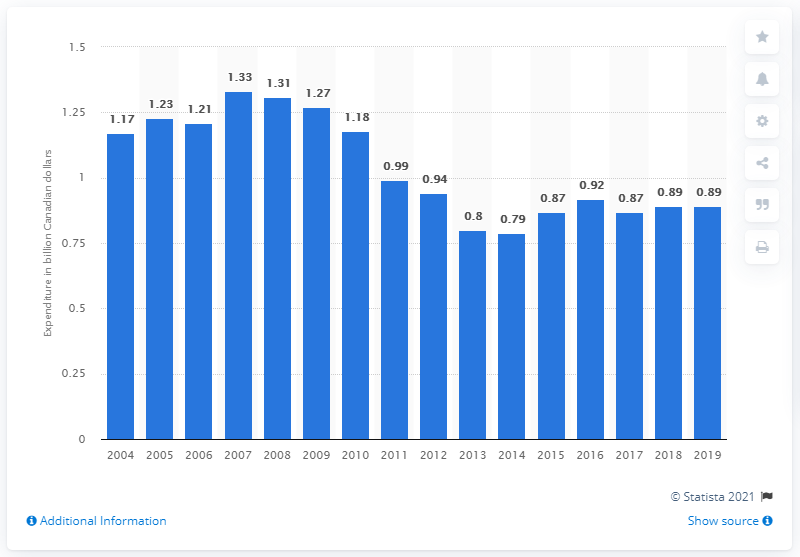 1.5
1.25
1
0.75
0.5
0.25
0
Expenditure in billion Canadian dollars
1.17 1.23 1.21 1.33 1.31 1.27 1.18 0.99 0.94 0.8 0.79 0.87 0.92 0.87 0.89 0.89
2004 2005 2006 2007 2008 2009 2010 2011 2012 2013 2014 2015 2016 2017 2018 2019
© Statista 2021
Additional Information
Show source